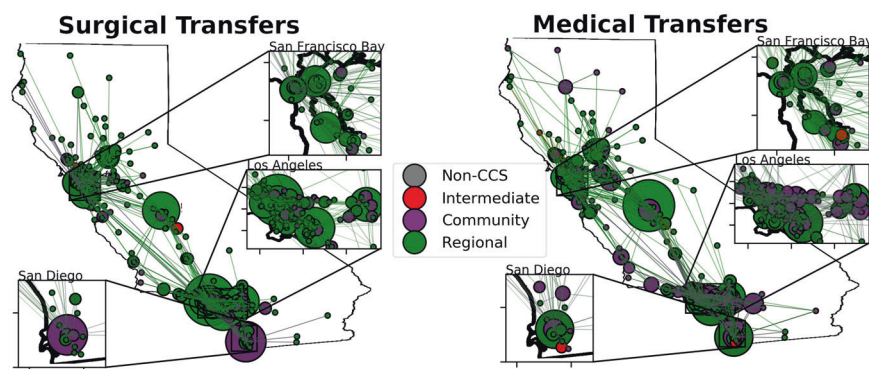 Surgical Transfers
Medical Transfers
San Francisco Bay
San Francisco Bay
Los Angeles
Los Angeles
Non-CCS
Intermediate
Community
Regional
San Diego
San Diego